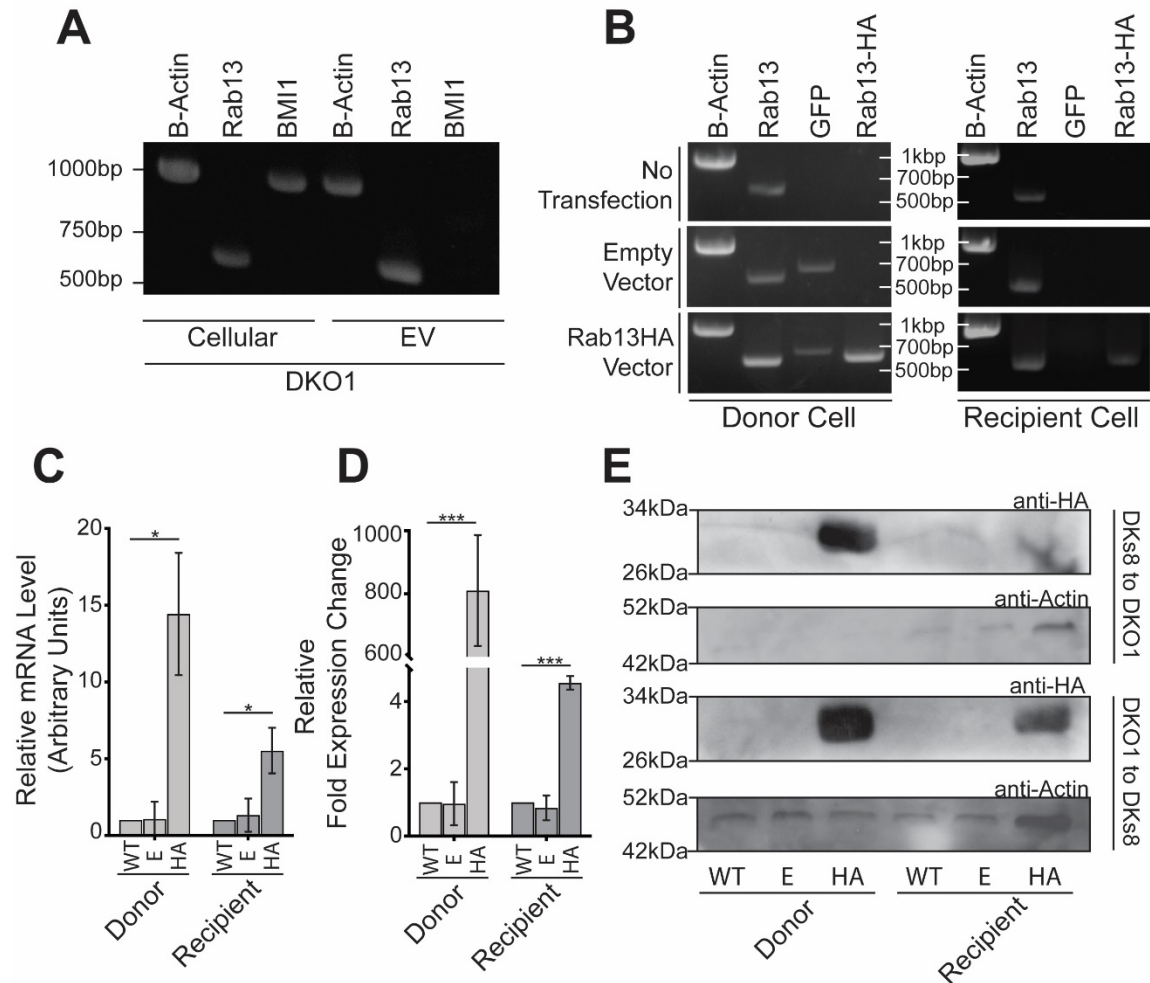 A
B-Actin
Rab13
BMI1
B-Actin
Rab13
BMI1
1000bp
750bp
500bp
Cellular
EV
DKO1
B
B-Actin
Rab13
GFP
Rab13-HA
B-Actin
Rab13
GFP
Rab13-HA
No
Transfection
1kbp
700bp
500bp
Empty
Vector
1kbp
700bp
500bp
Rab13HA
Vector
1kbp
700bp
500bp
Donor Cell
Recipient Cell
C
Relative mRNA Level
(Arbitrary Units)
20
15
10
5
0
*
*
WT
E
HA
WT
E
HA
Donor
Recipient
D
Relative
Fold Expression Change
1000
800
600
4
2
0
***
***
WT
E
HA
WT
E
HA
Donor
Recipient
E
34kDa
anti-HA
26kDa
52kDa
anti-Actin
42kDa
DKs8 to DKO1
34kDa
anti-HA
26kDa
52kDa
anti-Actin
42kDa
DKO1 to DKs8
WT E HA WT E HA
Donor
Recipient